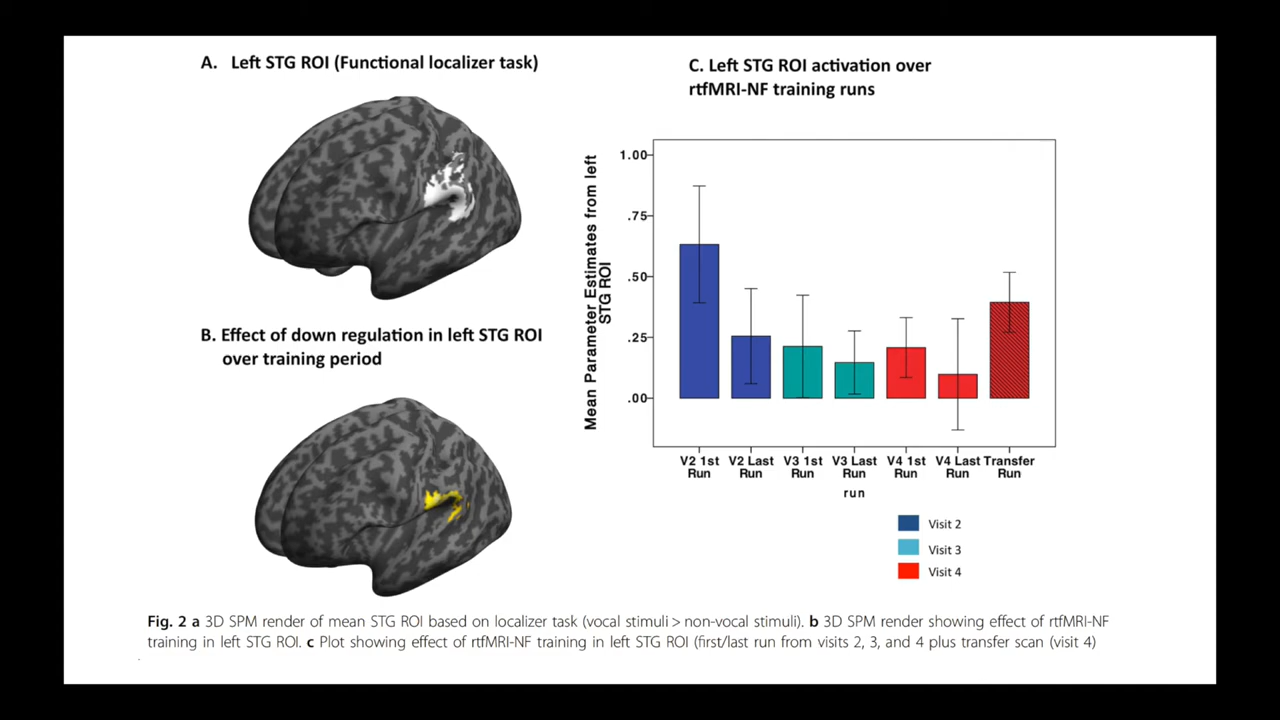 A. Left STG ROI (Functional localizer task)
B. Effect of down regulation in left STG ROI
over training period
C. Left STG ROI activation over
rtfMRI-NF training runs
Mean Parameter Estimates from left
STG ROI
1.00
.75
.50
.25
.00
V2 1st Run
V2 Last Run
V3 1st Run
V3 Last Run
V4 1st Run
V4 Last Run
Transfer Run
run
Visit 2
Visit 3
Visit 4
Fig. 2 a 3D SPM render of mean STG ROI based on localizer task (vocal stimuli > non-vocal stimuli). b 3D SPM render showing effect of rtfMRI-NF
training in left STG ROI. c Plot showing effect of rtfMRI-NF training in left STG ROI (first/last run from visits 2, 3, and 4 plus transfer scan (visit 4)